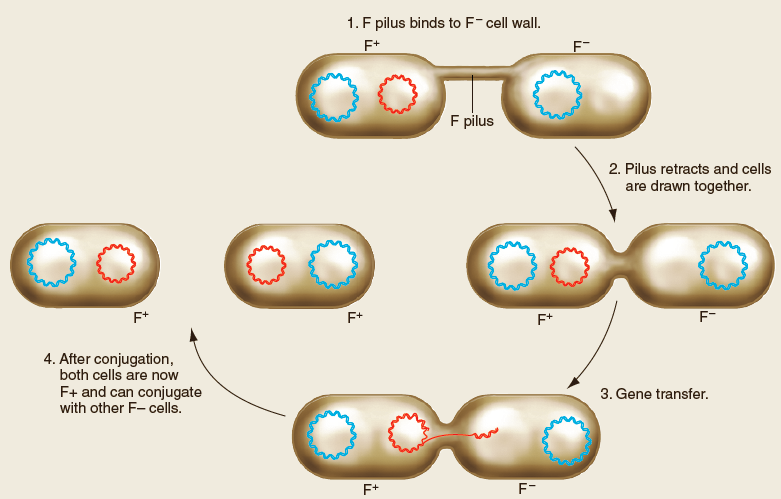 1. F pilus binds to F⁻ cell wall.
F⁺
F⁻
F pilus
2. Pilus retracts and cells
are drawn together.
F⁺
F⁻
3. Gene transfer.
F⁺
F⁻
4. After conjugation,
both cells are now
F+ and can conjugate
with other F– cells.
F⁺
F⁺